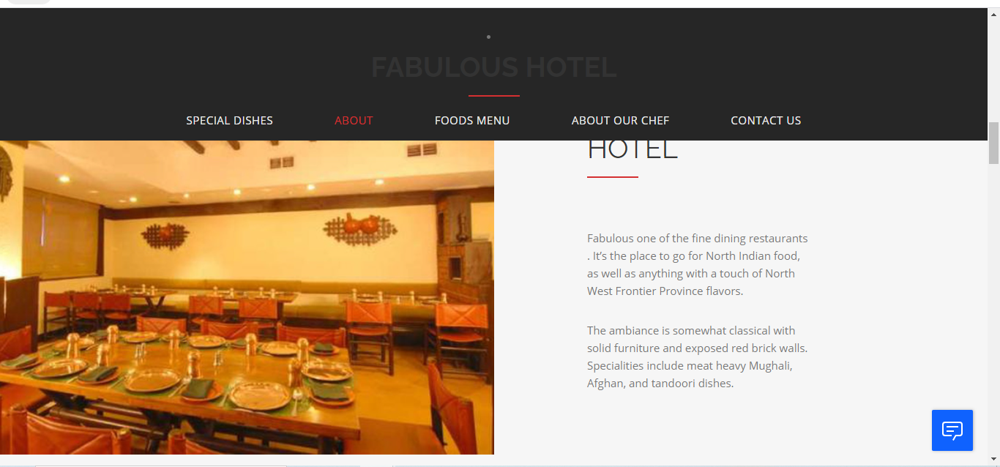 FABULOUS HOTEL
SPECIAL DISHES ABOUT FOODS MENU ABOUT OUR CHEF CONTACT US
HOTEL
Fabulous one of the fine dining restaurants
. It’s the place to go for North Indian food,
as well as anything with a touch of North
West Frontier Province flavors.
The ambiance is somewhat classical with
solid furniture and exposed red brick walls.
Specialities include meat heavy Mughali,
Afghan, and tandoori dishes.